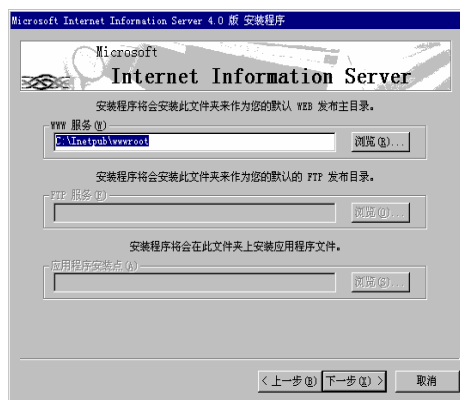 Microsoft Internet Information Server 4.0 版 安装程序
Microsoft
Internet Information Server
安装程序将会安装此文件夹来作为您的默认 WEB 发布主目录。
WWW 服务(W)
C:\Inetpub\wwwroot
浏览(R)...
安装程序将会安装此文件夹来作为您的默认的 FTP 发布目录。
FTP 服务(F)
浏览(O)...
安装程序将会在此文件夹上安装应用程序文件。
应用程序安装点(A)
浏览(S)...
< 上一步(B) 下一步(N) > 取消